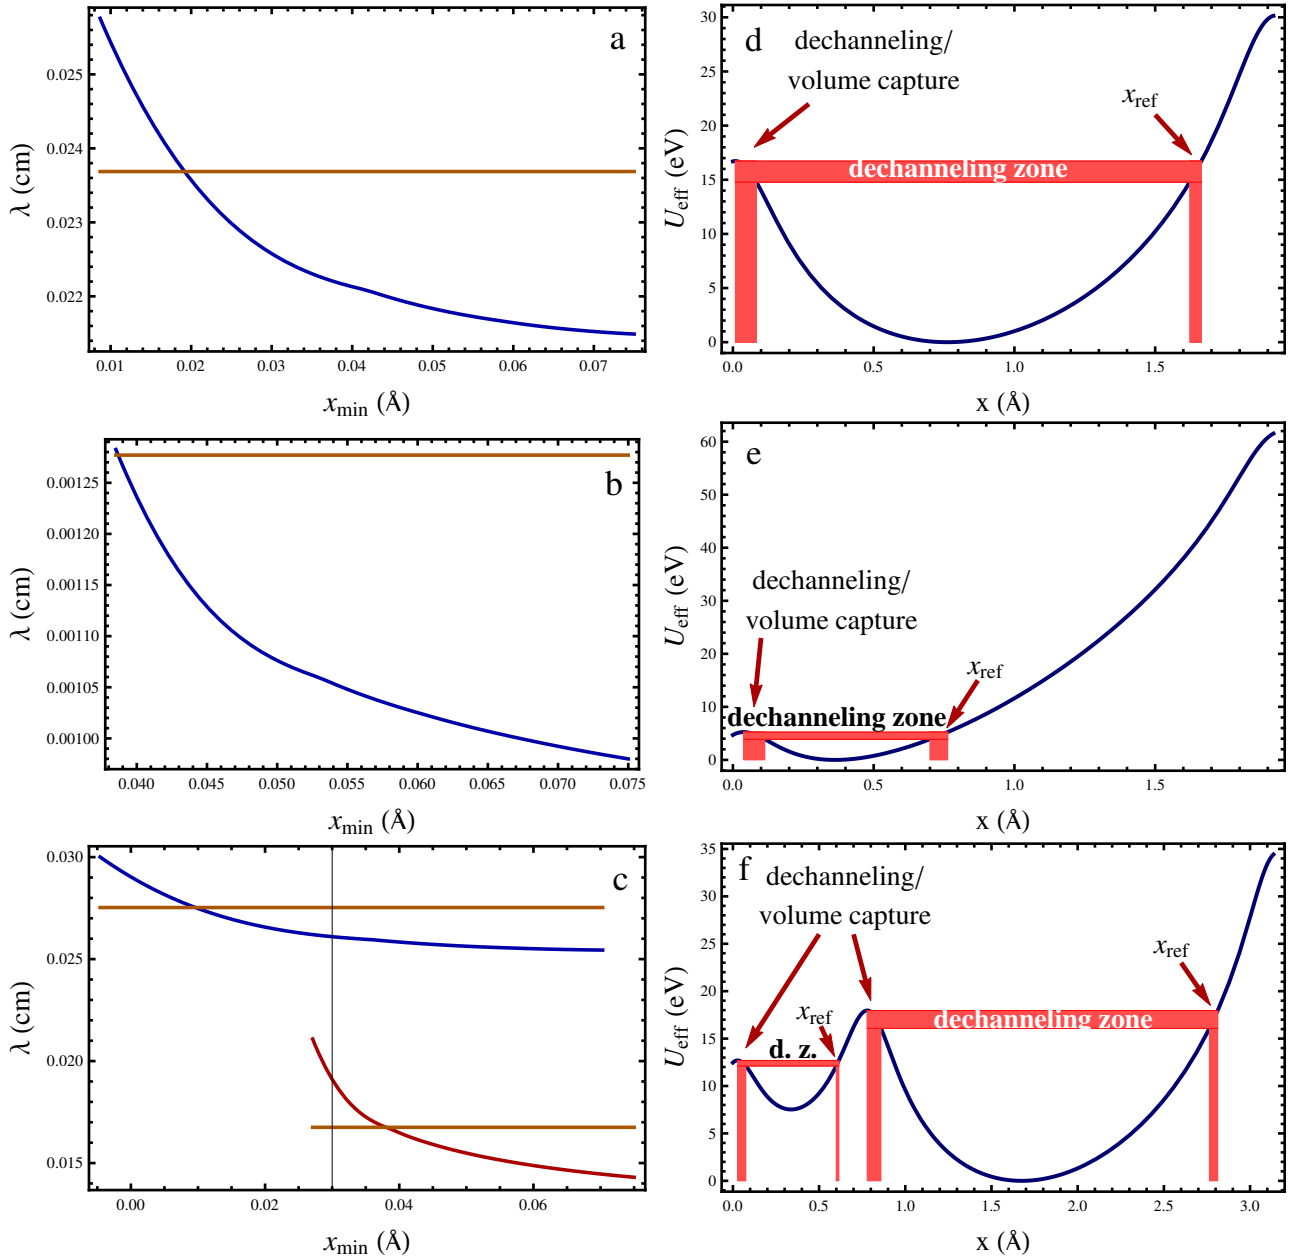 a
0.025
0.024
0.023
0.022
λ (cm)
0.01 0.02 0.03 0.04 0.05 0.06 0.07
x_min (Å)
d
dechanneling/
volume capture
x_ref
dechanneling zone
30
25
20
15
10
5
0
U_eff (eV)
0.0 0.5 1.0 1.5
x (Å)
b
0.00125
0.00120
0.00115
0.00110
0.00105
0.00100
λ (cm)
0.040 0.045 0.050 0.055 0.060 0.065 0.070 0.075
x_min (Å)
e
dechanneling/
volume capture
x_ref
dechanneling zone
60
50
40
30
20
10
0
U_eff (eV)
0.0 0.5 1.0 1.5
x (Å)
c
0.030
0.025
0.020
0.015
λ (cm)
0.00 0.02 0.04 0.06
x_min (Å)
f
dechanneling/
volume capture
x_ref
x_ref
dechanneling zone
d. z.
35
30
25
20
15
10
5
0
U_eff (eV)
0.0 0.5 1.0 1.5 2.0 2.5 3.0
x (Å)